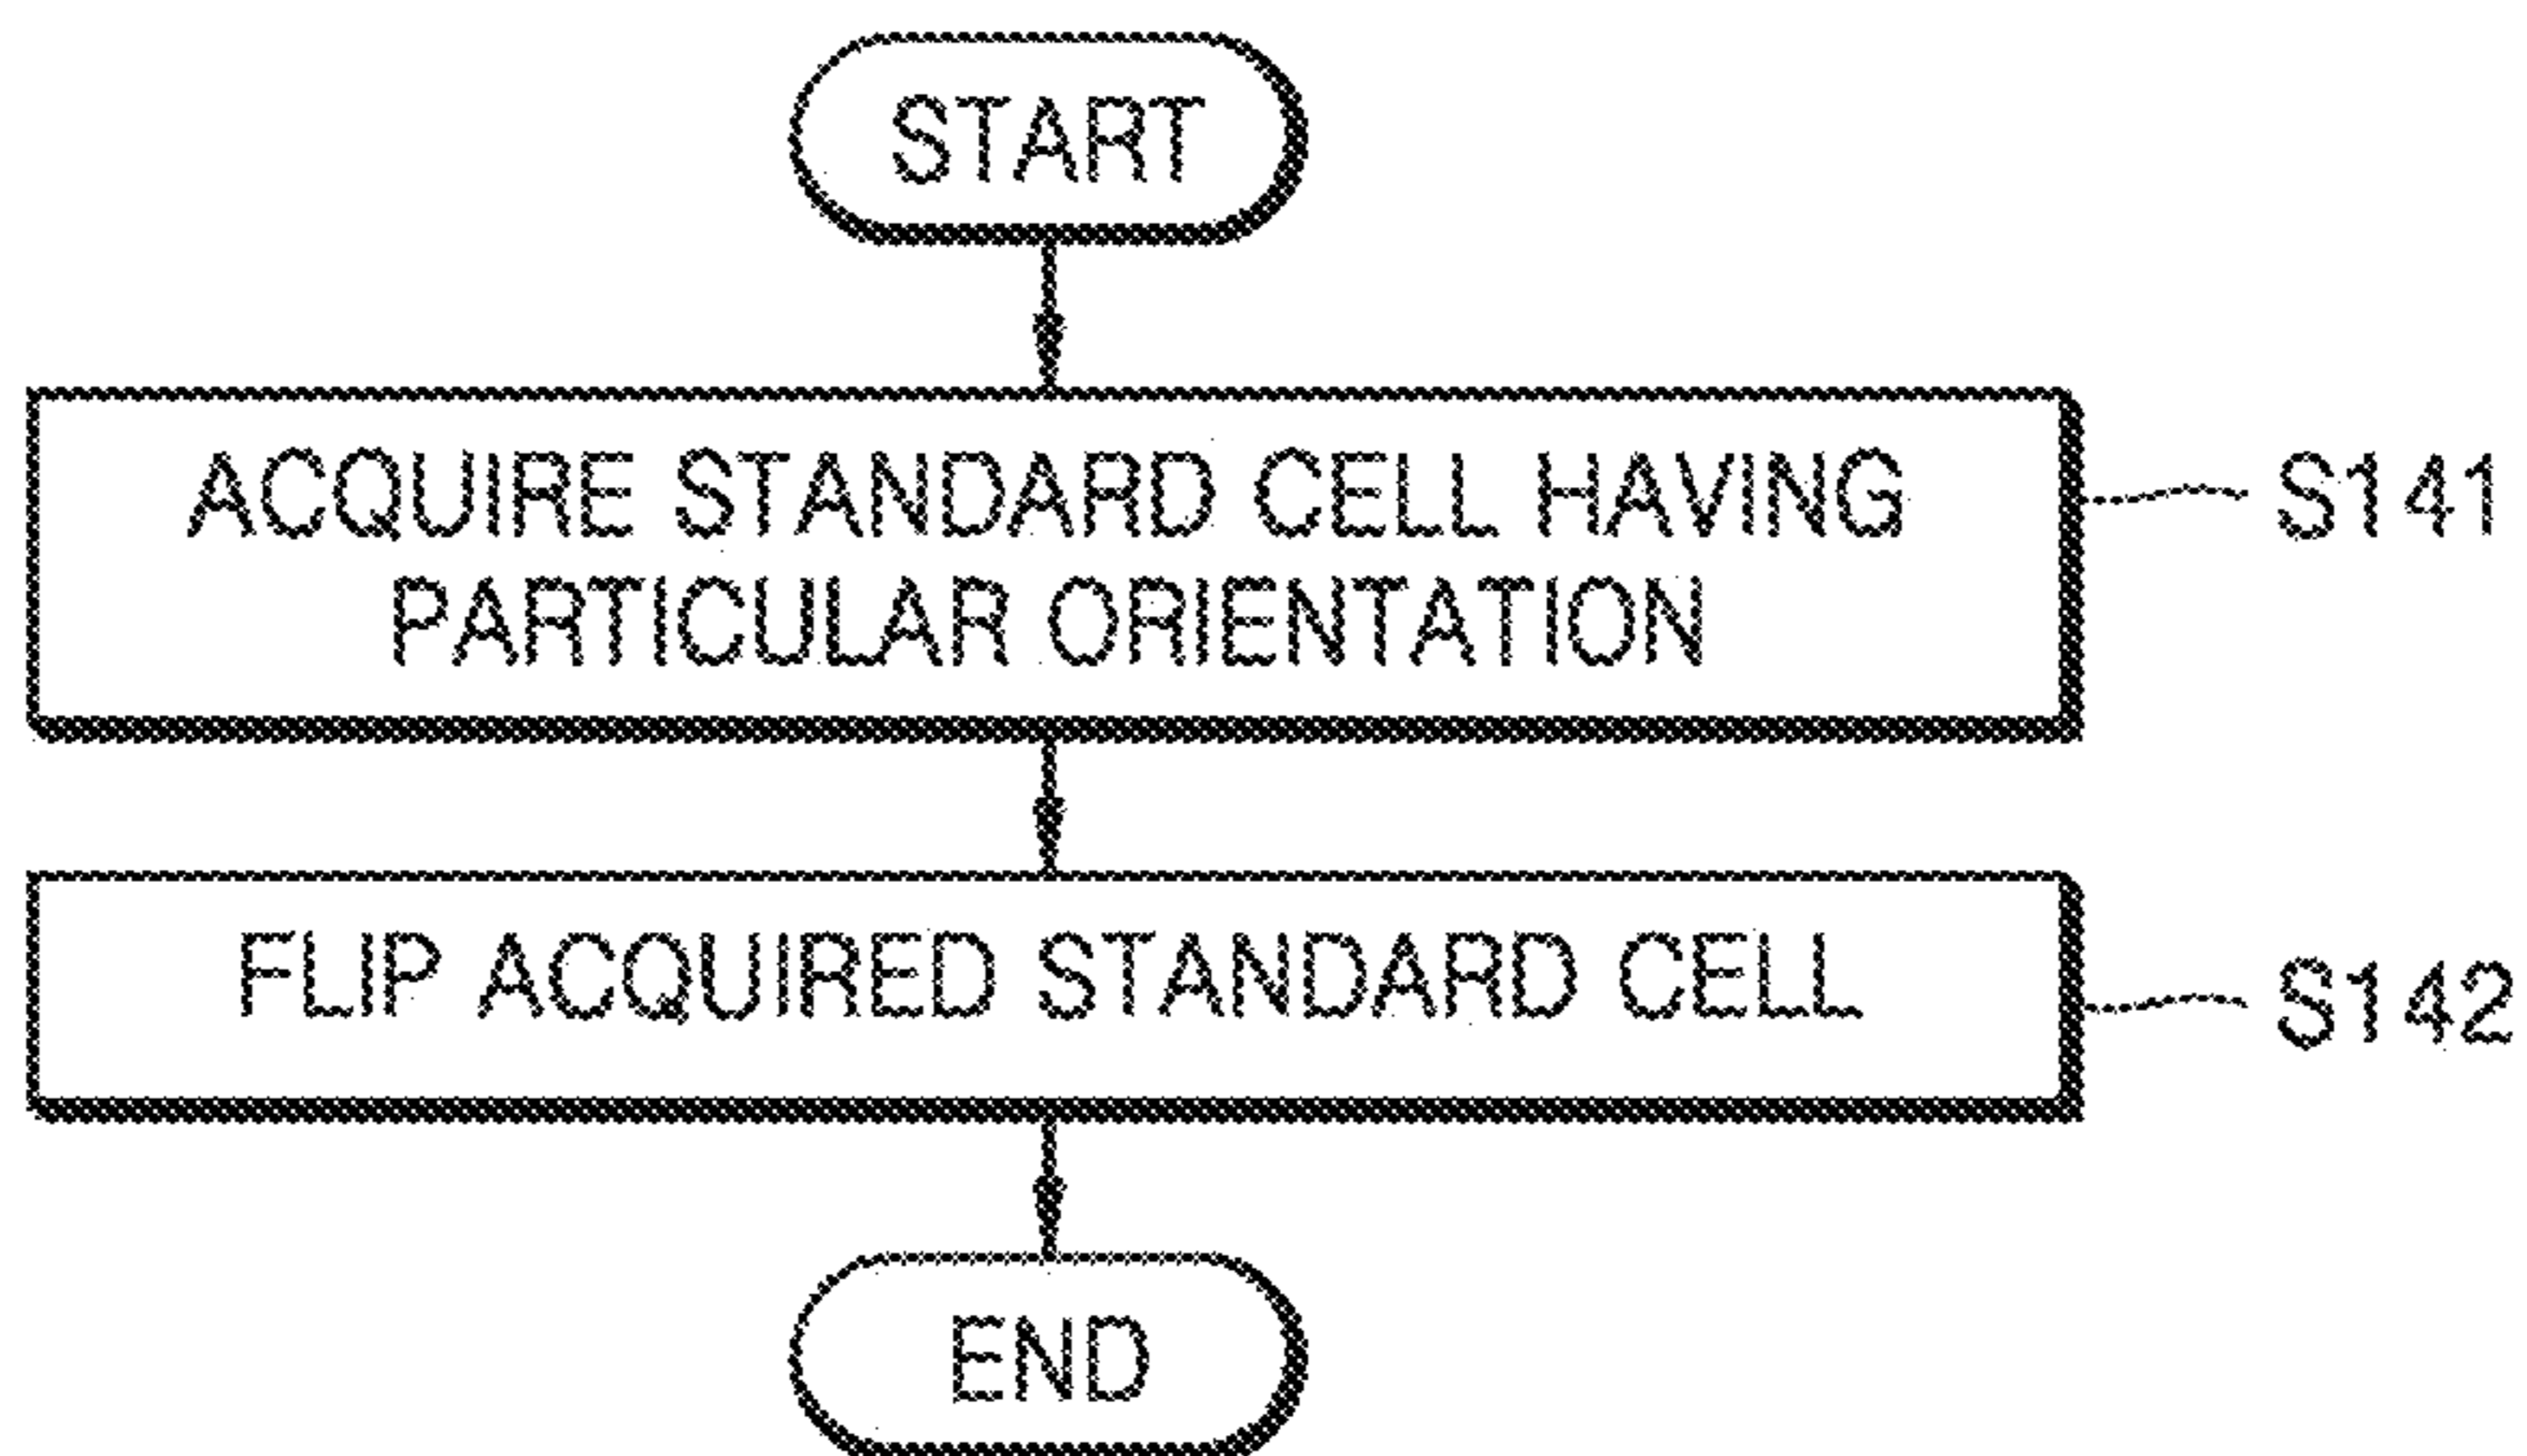 START
ACQUIRE STANDARD CELL HAVING
PARTICULAR ORIENTATION
S141
FLIP ACQUIRED STANDARD CELL
S142
END